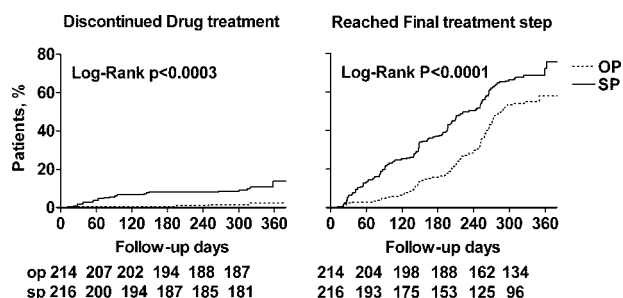 Discontinued Drug treatment
Reached Final treatment step
Log-Rank p<0.0003
Log-Rank P<0.0001
OP
SP
Patients, %
80
60
40
20
0
0 60 120 180 240 300 360
0 60 120 180 240 300 360
Follow-up days
Follow-up days
op 214 207 202 194 188 187
sp 216 200 194 187 185 181
214 204 198 188 162 134
216 193 175 153 125 96